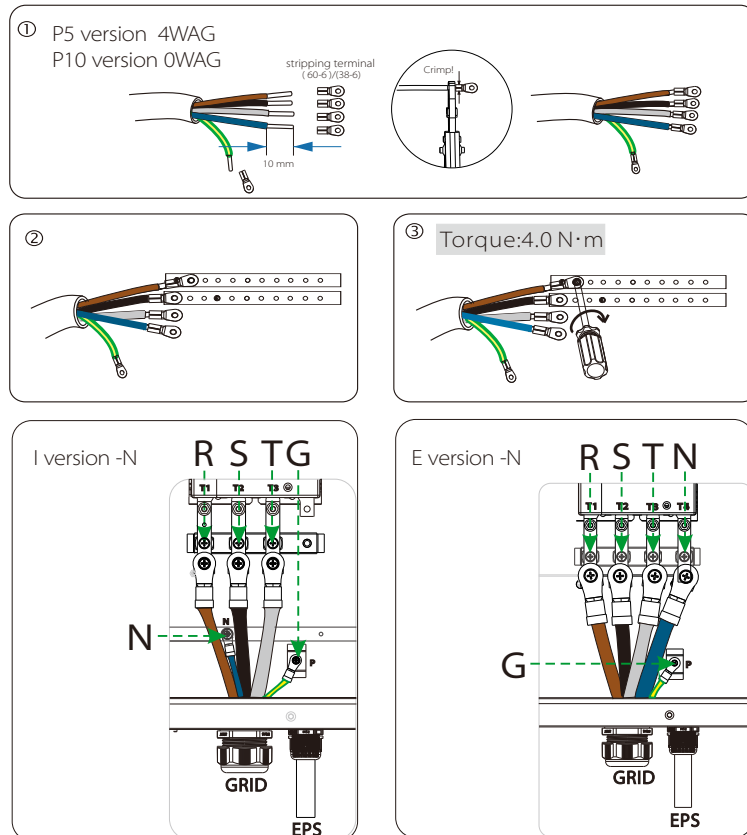 ①
P5 version 4WAG
P10 version 0WAG
stripping terminal
( 60-6 )/(38-6)
Crimp!
10 mm
②
③
Torque:4.0 N·m
I version -N
R S T G
T1 T2 T3
N
N
P
GRID
EPS
E version -N
R S T N
T1 T2 T3 T4
G
P
GRID
EPS